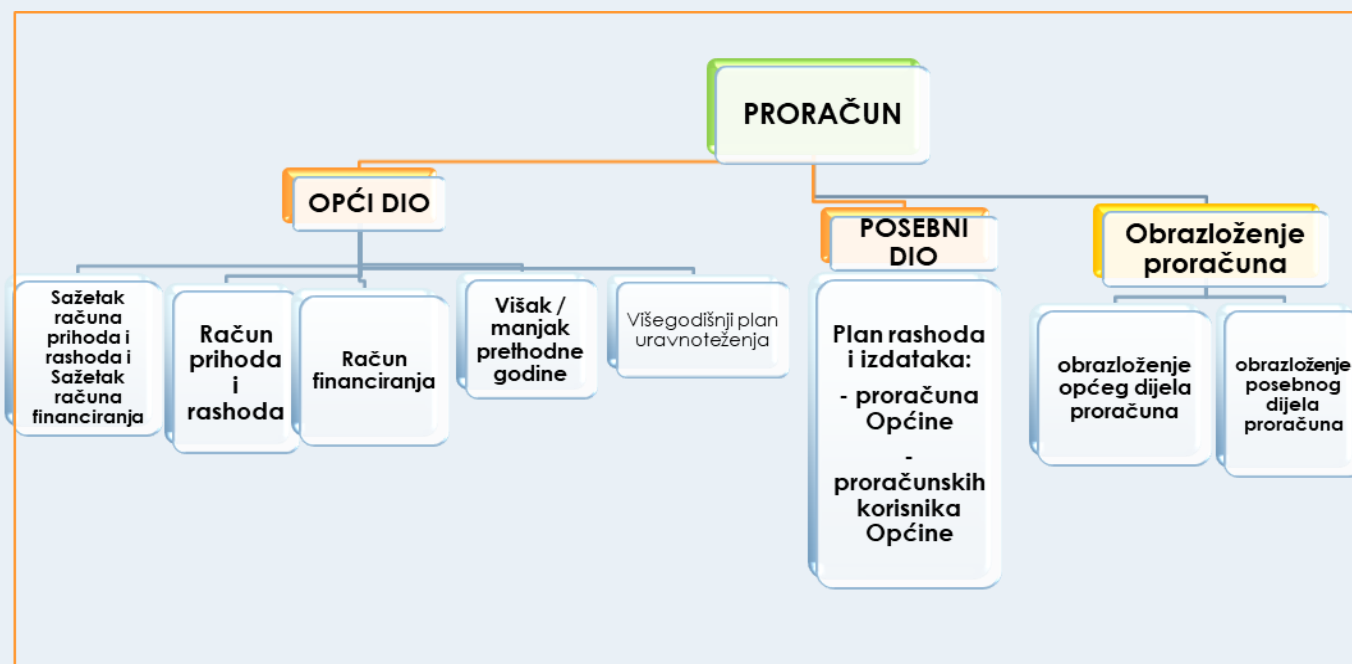 PRORAČUN
OPĆI DIO
Sažetak
računa
prihoda i
rashoda i
Sažetak
računa
financiranja
Račun
prihoda
i
rashoda
Račun
financiranja
Višak /
manjak
prethodne
godine
Višegodišnji plan
uravnoteženja
POSEBNI
DIO
Plan rashoda
i izdataka:
- proračuna
Općine
-
proračunskih
korisnika
Općine
Obrazloženje
proračuna
obrazloženje
općeg dijela
proračuna
obrazloženje
posebnog
dijela
proračuna